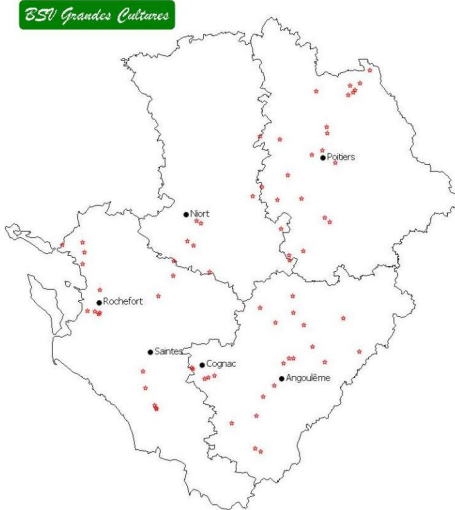 BSV Grandes Cultures
Poitiers
Niort
Rochefort
Saintes
Cognac
Angoulême